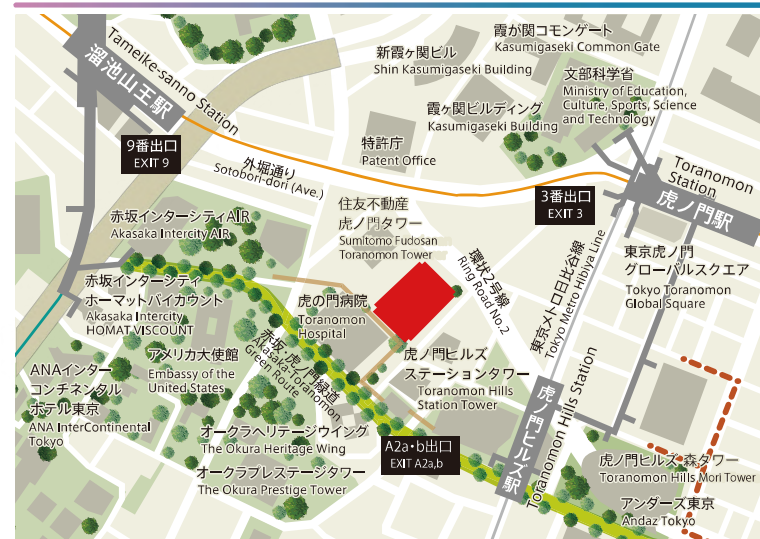 霞が関コモンゲート
Kasumigaseki Common Gate
新霞ヶ関ビル
Shin Kasumigaseki Building
文部科学省
Ministry of Education,
Culture, Sports, Science
and Technology
溜池山王駅
Tameike-sanno Station
霞ヶ関ビルディング
Kasumigaseki Building
9番出口
EXIT 9
特許庁
Patent Office
外堀通り
Sotobori-dori (Ave.)
Toranomon
Station
虎ノ門駅
3番出口
EXIT 3
住友不動産
虎ノ門タワー
Sumitomo Fudosan
Toranomon Tower
赤坂インターシティAIR
Akasaka Intercity AIR
環状2号線
Ring Road No.2
東京メトロ日比谷線
Tokyo Metro Hibiya Line
東京虎ノ門
グローバルスクエア
Tokyo Toranomon
Global Square
赤坂インターシティ
ホーマットバイカウント
Akasaka Intercity
HOMAT VISCOUNT
虎の門病院
Toranomon
Hospital
赤坂・虎ノ門緑道
Akasaka-Toranomon
Green Route
アメリカ大使館
Embassy of the
United States
虎ノ門ヒルズ
ステーションタワー
Toranomon Hills
Station Tower
ANAインター
コンチネンタル
ホテル東京
ANA InterContinental
Tokyo
虎ノ門ヒルズ駅
Toranomon Hills Station
オークラヘリテージウイング
The Okura Heritage Wing
A2a・b出口
EXIT A2a,b
オークラプレステージタワー
The Okura Prestige Tower
虎ノ門ヒルズ 森タワー
Toranomon Hills Mori Tower
アンダーズ東京
Andaz Tokyo